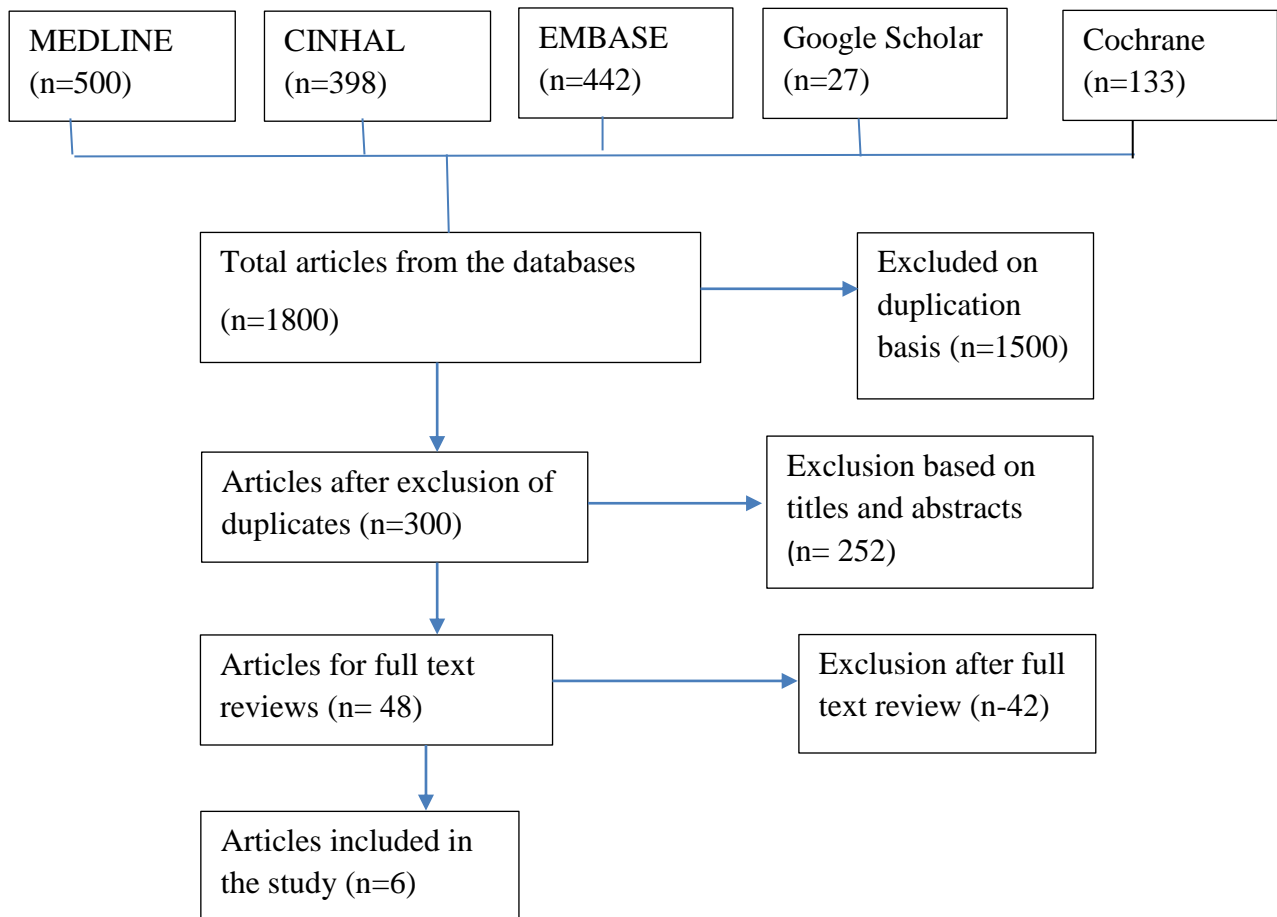 MEDLINE
(n=500)
CINHAL
(n=398)
EMBASE
(n=442)
Google Scholar
(n=27)
Cochrane
(n=133)
Total articles from the databases
(n=1800)
Excluded on
duplication
basis (n=1500)
Articles after exclusion of
duplicates (n=300)
Exclusion based on
titles and abstracts
(n= 252)
Articles for full text
reviews (n= 48)
Exclusion after full
text review (n-42)
Articles included in
the study (n=6)